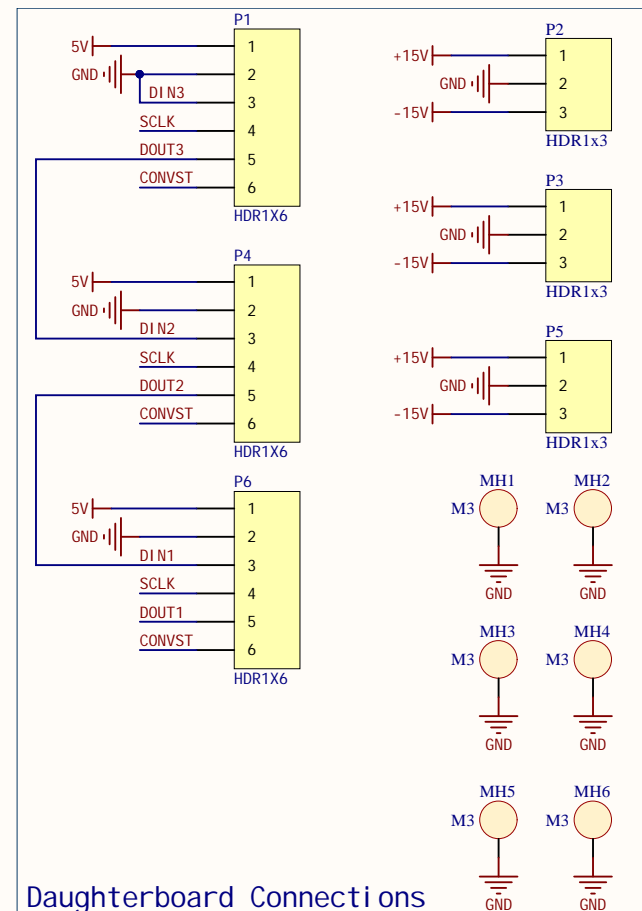 P1
5V 1
GND 2
DIN3 3
SCLK 4
DOUT3 5
CONVST 6
HDR1X6
P4
5V 1
GND 2
DIN2 3
SCLK 4
DOUT2 5
CONVST 6
HDR1X6
P6
5V 1
GND 2
DIN1 3
SCLK 4
DOUT1 5
CONVST 6
HDR1X6
P2
+15V 1
GND 2
-15V 3
HDR1x3
P3
+15V 1
GND 2
-15V 3
HDR1x3
P5
+15V 1
GND 2
-15V 3
HDR1x3
MH1 MH2
M3 M3
GND GND
MH3 MH4
M3 M3
GND GND
MH5 MH6
M3 M3
GND GND
Daughterboard Connections